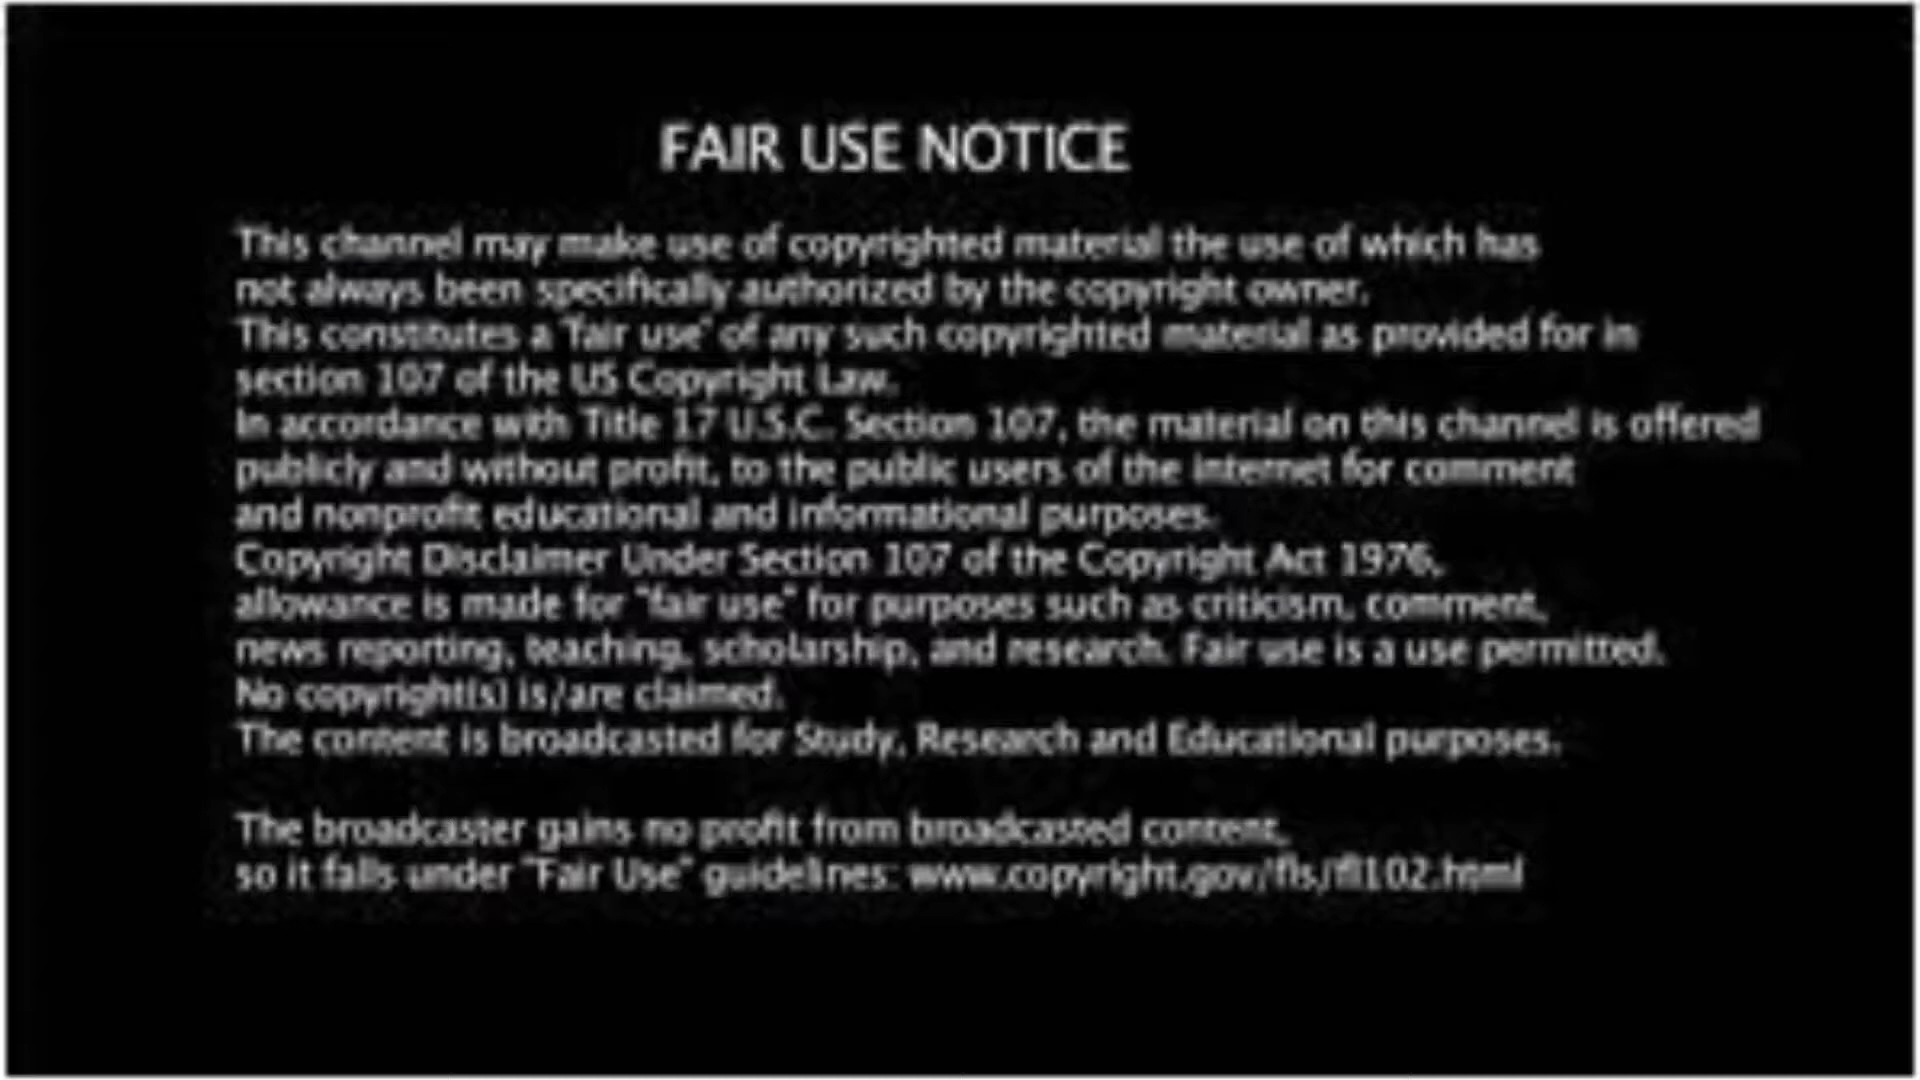 FAIR USE NOTICE
This channel may make use of copyrighted material the use of which has
not always been specifically authorized by the copyright owner.
This constitutes a 'fair use' of any such copyrighted material as provided for in
section 107 of the US Copyright Law.
In accordance with Title 17 U.S.C. Section 107, the material on this channel is offered
publicly and without profit, to the public users of the internet for comment
and nonprofit educational and informational purposes.
Copyright Disclaimer Under Section 107 of the Copyright Act 1976,
allowance is made for "fair use" for purposes such as criticism, comment,
news reporting, teaching, scholarship, and research. Fair use is a use permitted.
No copyright(s) is/are claimed.
The content is broadcasted for Study, Research and Educational purposes.
The broadcaster gains no profit from broadcasted content,
so it falls under "Fair Use" guidelines: www.copyright.gov/fls/fl102.html